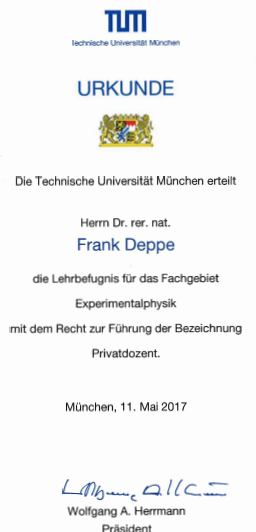 TUM
Technische Universität München
URKUNDE
Die Technische Universität München erteilt
Herrn Dr. rer. nat.
Frank Deppe
die Lehrbefugnis für das Fachgebiet
Experimentalphysik
mit dem Recht zur Führung der Bezeichnung
Privatdozent.
München, 11. Mai 2017
Wolfgang A. Herrmann
Präsident